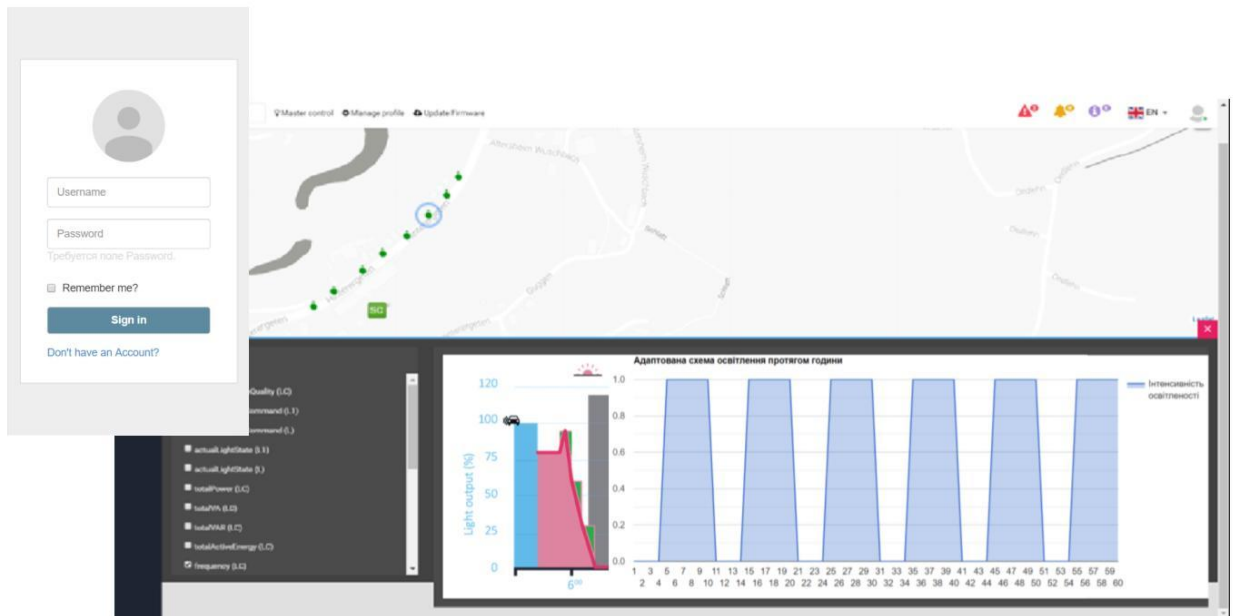 Username
Password
Требуется поле Password.
Remember me?
Sign in
Don't have an Account?
Master control Manage profile Update Firmware
EN
Guggen
SC
Quality (LC)
command (L1)
command (L)
actualLightState (L1)
actualLightState (L)
totalPower (LC)
totalVA (LC)
totalVAR (LC)
totalActiveEnergy (LC)
frequency (LC)
Light output (%)
120
100
75
50
25
0
6⁰⁰
Адаптована схема освітлення протягом години
1.0
0.8
0.6
0.4
0.2
0.0
1 3 5 7 9 11 13 15 17 19 21 23 25 27 29 31 33 35 37 39 41 43 45 47 49 51 53 55 57 59
2 4 6 8 10 12 14 16 18 20 22 24 26 28 30 32 34 36 38 40 42 44 46 48 50 52 54 56 58 60
Інтенсивність
освітленості